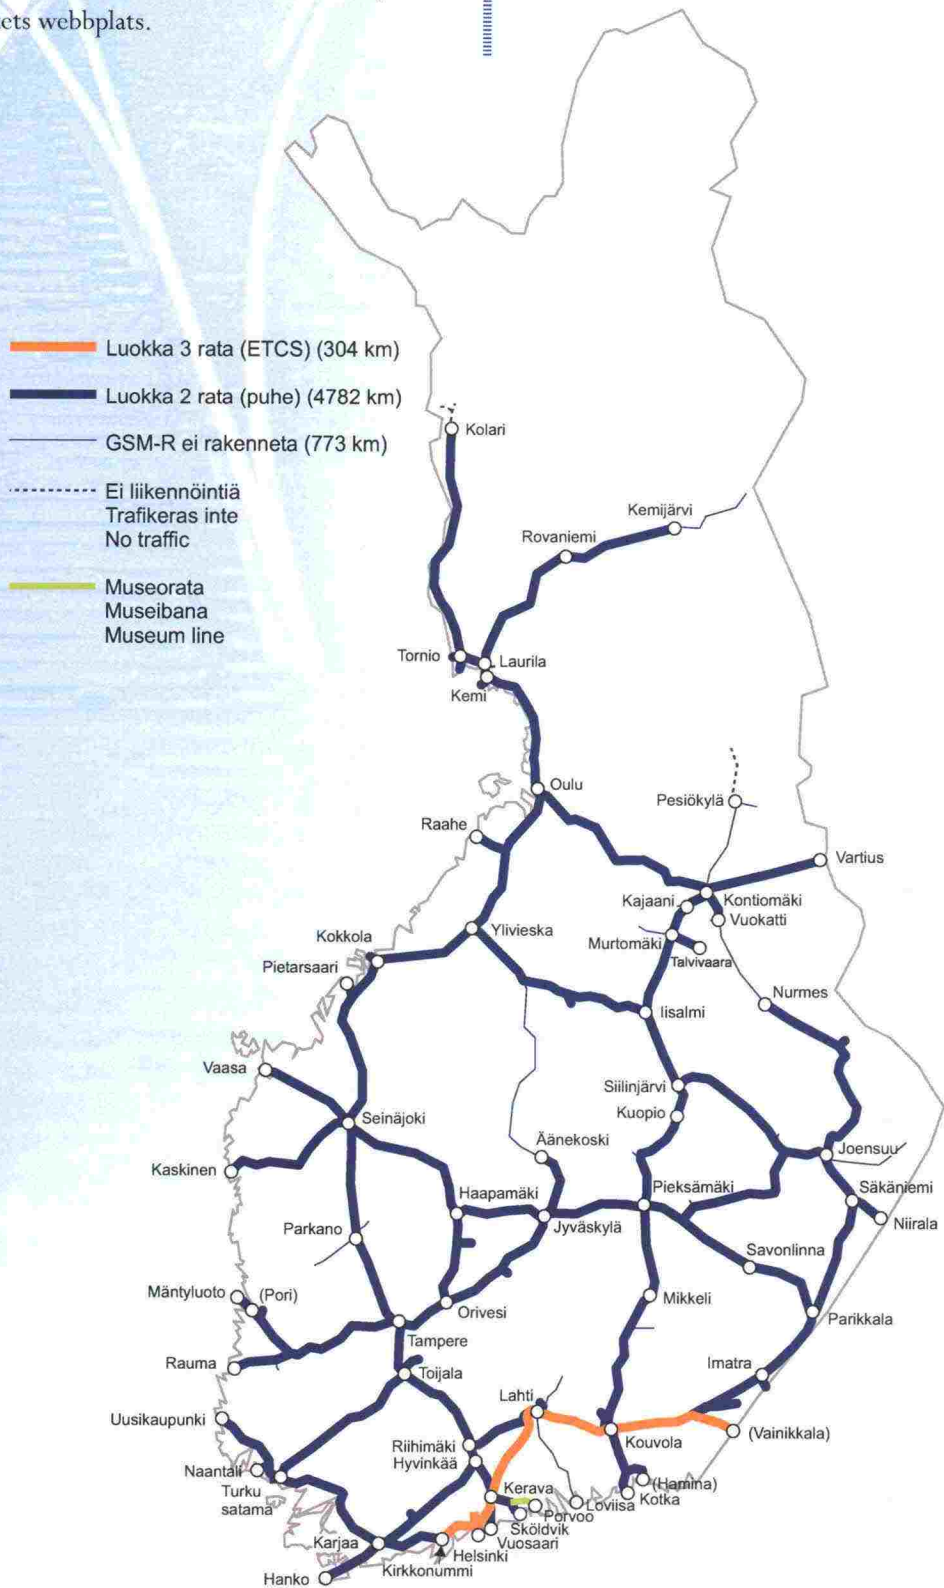 ets webbplats.
Luokka 3 rata (ETCS) (304 km)
Luokka 2 rata (puhe) (4782 km)
GSM-R ei rakenneta (773 km)
Ei liikennöintiä
Trafikeras inte
No traffic
Museorata
Museibana
Museum line
Kolari
Kemijärvi
Rovaniemi
Tornio
Laurila
Kemi
Oulu
Pesiökylä
Raahe
Vartius
Kontiomäki
Kajaani
Vuokatti
Ylivieska
Murtomäki
Talvivaara
Kokkola
Pietarsaari
Nurmes
Iisalmi
Vaasa
Siilinjärvi
Kuopio
Seinäjoki
Äänekoski
Joensuu
Kaskinen
Haapamäki
Pieksämäki
Säkäniemi
Niirala
Parkano
Jyväskylä
Savonlinna
Mäntyluoto
(Pori)
Mikkeli
Orivesi
Parikkala
Tampere
Rauma
Toijala
Imatra
Lahti
Uusikaupunki
Kouvola
(Vainikkala)
Riihimäki
Hyvinkää
Naantali
Turku
satama
Kerava
(Hamina)
Kotka
Loviisa
Porvoo
Sköldvik
Vuosaari
Karjaa
Helsinki
Kirkkonummi
Hanko